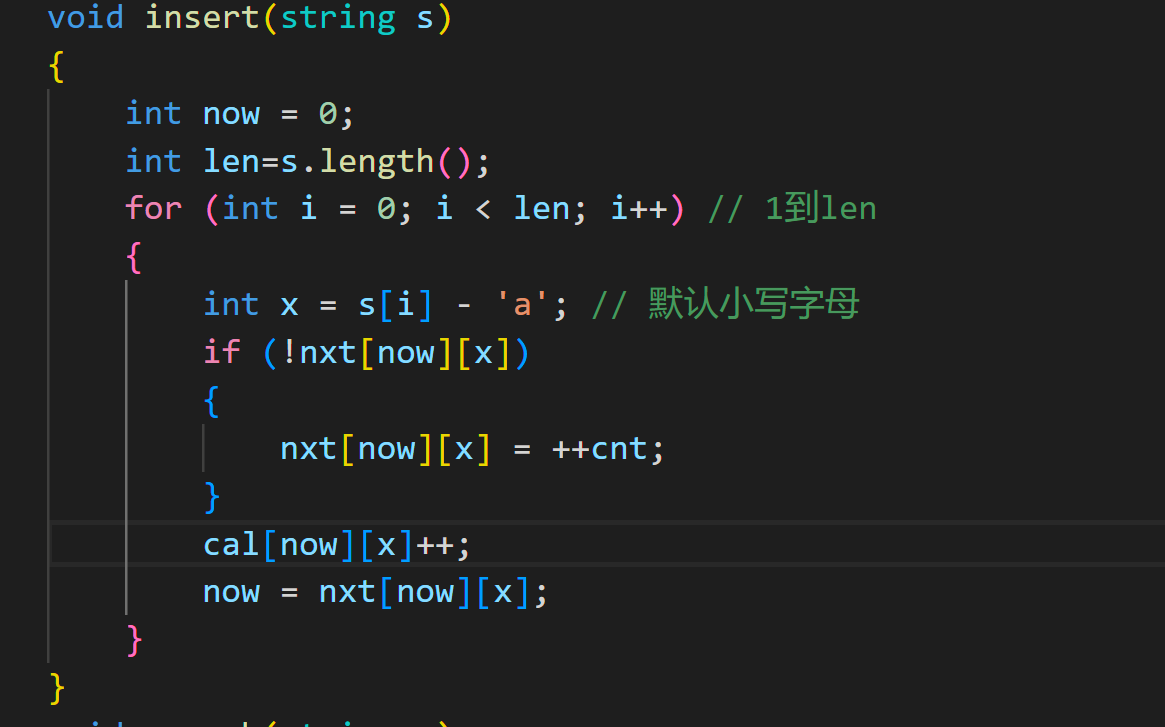 void insert(string s)
{
int now = 0;
int len=s.length();
for (int i = 0; i < len; i++) // 1到len
{
int x = s[i] - 'a'; // 默认小写字母
if (!nxt[now][x])
{
nxt[now][x] = ++cnt;
}
cal[now][x]++;
now = nxt[now][x];
}
}